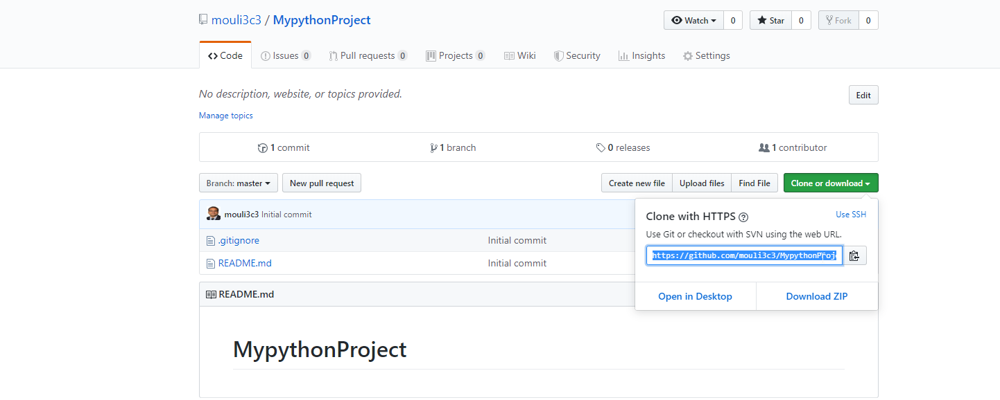 mouli3c3 / MypythonProject
Watch 0 Star 0 Fork 0
Code Issues 0 Pull requests 0 Projects 0 Wiki Security Insights Settings
No description, website, or topics provided.
Edit
Manage topics
1 commit 1 branch 0 releases 1 contributor
Branch: master New pull request Create new file Upload files Find File Clone or download
mouli3c3 Initial commit
.gitignore Initial commit
README.md Initial commit
Clone with HTTPS Use SSH
Use Git or checkout with SVN using the web URL.
https://github.com/mouli3c3/MypythonProj
Open in Desktop Download ZIP
README.md
MypythonProject